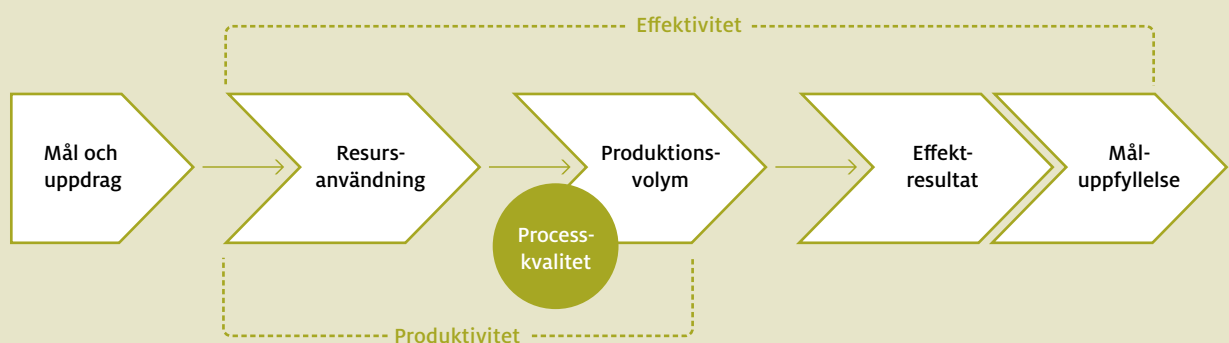 Effektivitet
Mål och
uppdrag
Resurs-
användning
Produktions-
volym
Effekt-
resultat
Mål-
uppfyllelse
Process-
kvalitet
Produktivitet